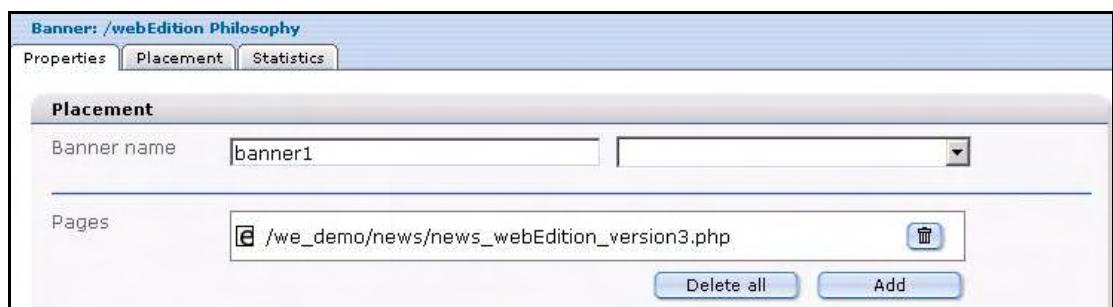 Banner: /webEdition Philosophy
Properties Placement Statistics
Placement
Banner name banner1
Pages e /we_demo/news/news_webEdition_version3.php
Delete all Add